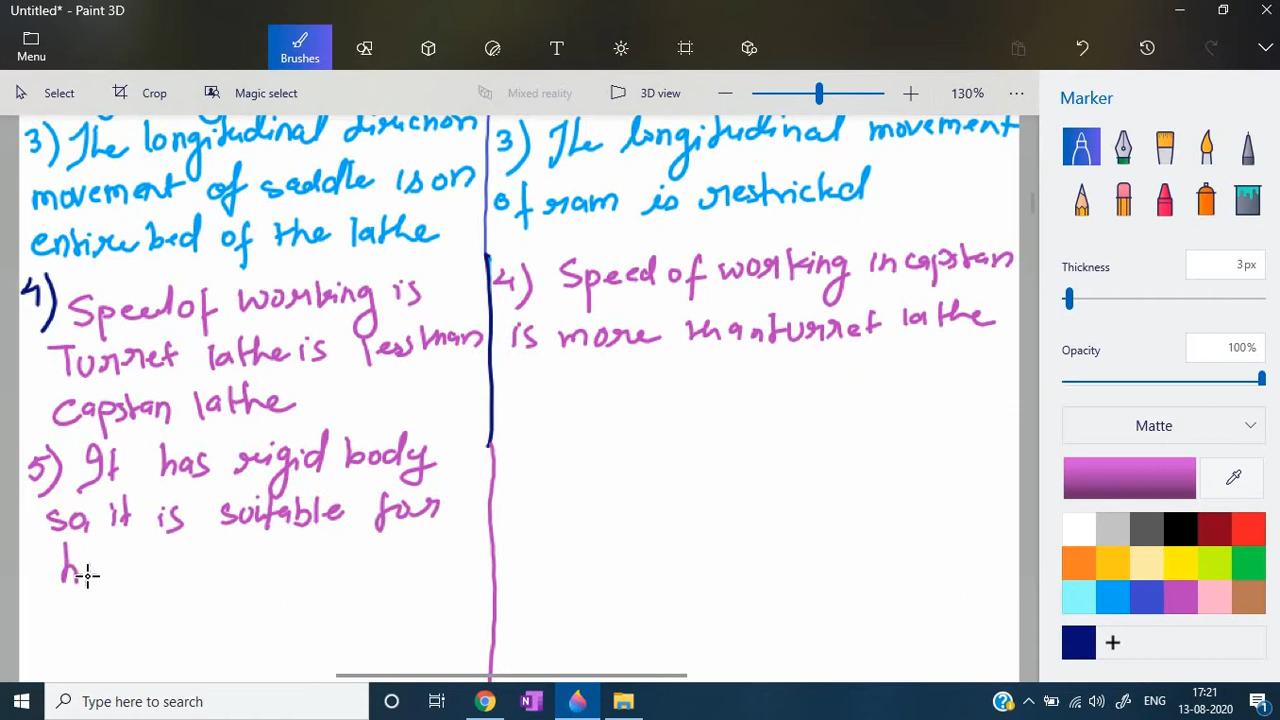 Untitled* - Paint 3D
Menu
Brushes
Select
Crop
Magic select
Mixed reality
3D view
130%
Marker
Thickness
3px
Opacity
100%
Matte
3) The longitudinal direction
movement of saddle is on
entire bed of the lathe
4) Speed of working is
Turret lathe is less than
Capstan lathe
5) It has rigid body
so it is suitable for
h
3) The longitudinal movement
of ram is restricted
4) Speed of working in capstan
is more than turret lathe
Type here to search
ENG
17:21
13-08-2020
1